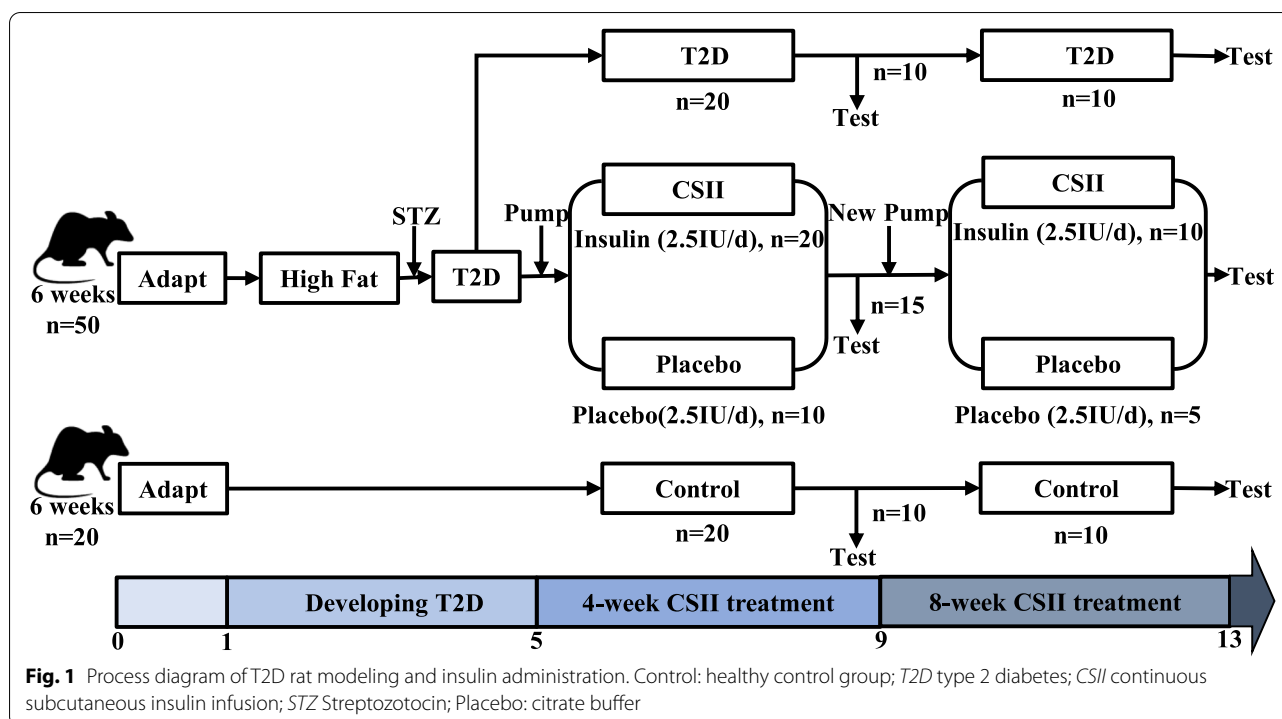 T2D
n=20
n=10
Test
T2D
n=10
Test
6 weeks
n=50
Adapt
High Fat
STZ
T2D
Pump
CSII
Insulin (2.5IU/d), n=20
Placebo
Placebo(2.5IU/d), n=10
New Pump
n=15
Test
CSII
Insulin (2.5IU/d), n=10
Placebo
Placebo (2.5IU/d), n=5
Test
6 weeks
n=20
Adapt
Control
n=20
n=10
Test
Control
n=10
Test
Developing T2D
4-week CSII treatment
8-week CSII treatment
0
1
5
9
13
Fig. 1 Process diagram of T2D rat modeling and insulin administration. Control: healthy control group; T2D type 2 diabetes; CSII continuous
subcutaneous insulin infusion; STZ Streptozotocin; Placebo: citrate buffer